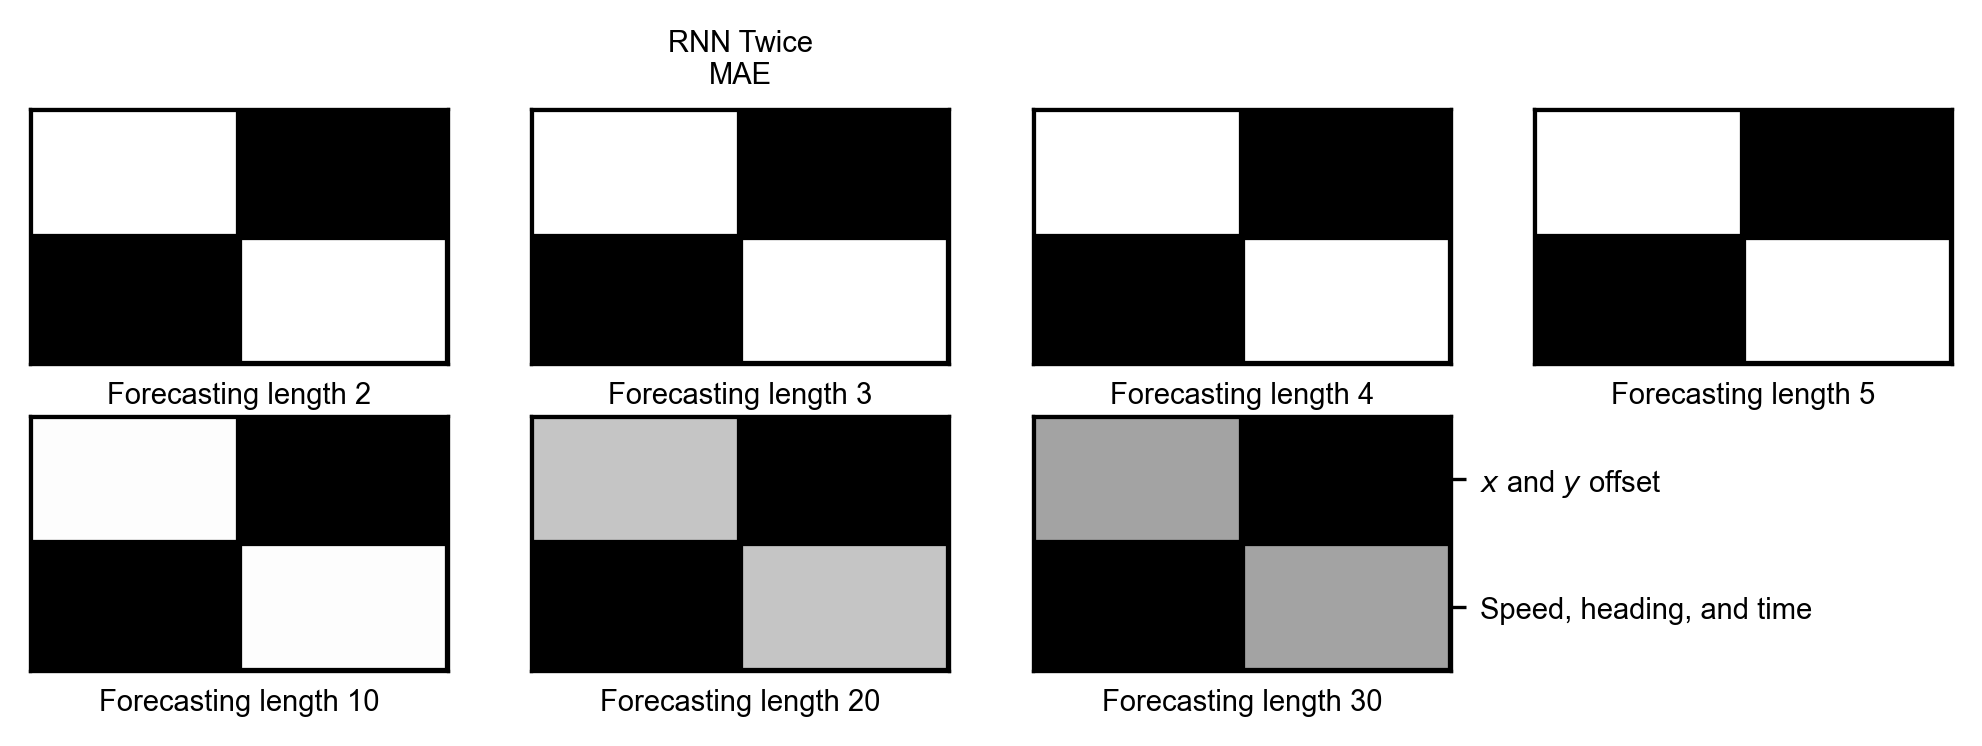 RNN Twice
MAE
Forecasting length 2
Forecasting length 3
Forecasting length 4
Forecasting length 5
x and y offset
Speed, heading, and time
Forecasting length 10
Forecasting length 20
Forecasting length 30